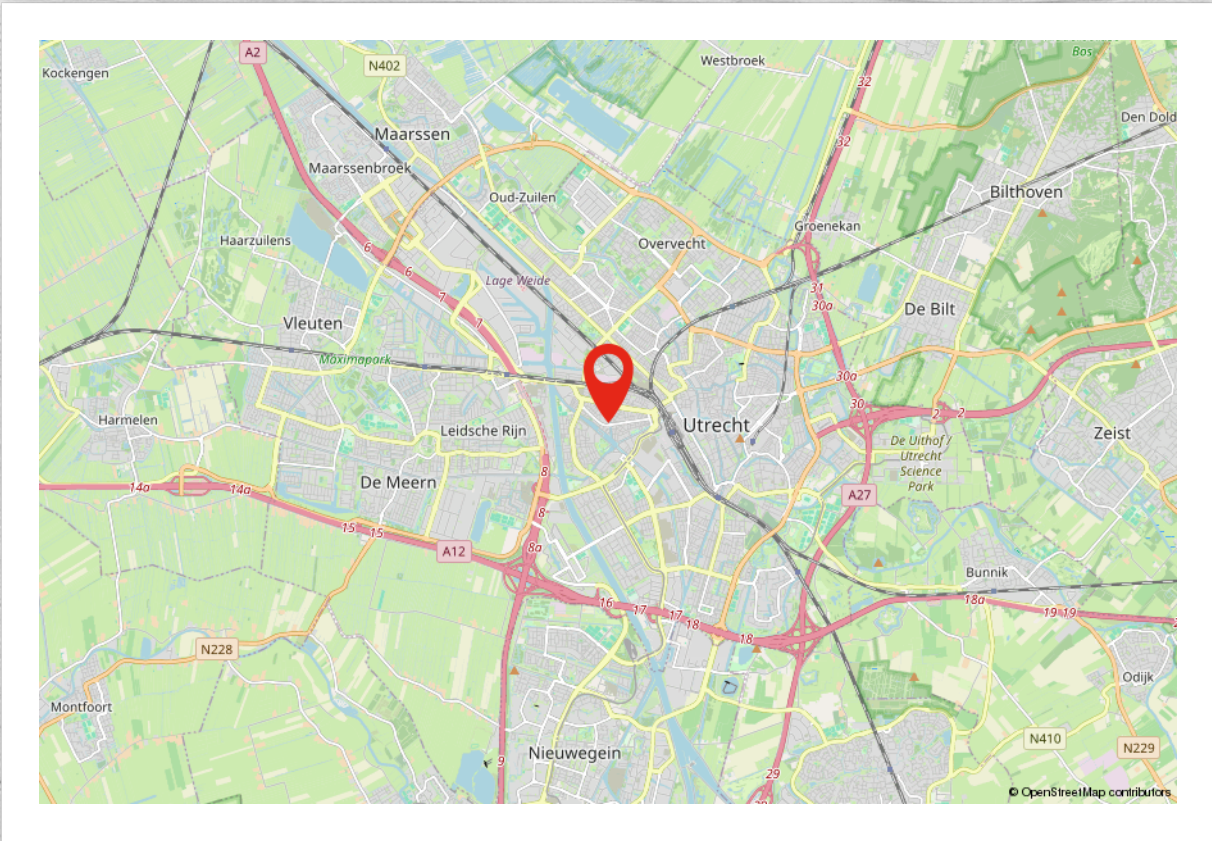 A2
N402
Westbroek
Bos
Kockengen
32
Den Dold
Maarssen
32
Maarssenbroek
Bilthoven
Oud-Zuilen
Groenekan
Haarzuilens
6
Overvecht
6
Lage Weide
7
31
30a
De Bilt
Vleuten
7
Maximapark
30a
30
2
2
Harmelen
Leidsche Rijn
Utrecht
Zeist
De Uithof /
Utrecht
Science
Park
8
De Meern
14a
14a
A27
8
15
15
A12
8a
Bunnik
16
17
17
18
18
18a
19
19
N228
Odijk
Montfoort
N410
N229
Nieuwegein
9
29
© OpenStreetMap contributors